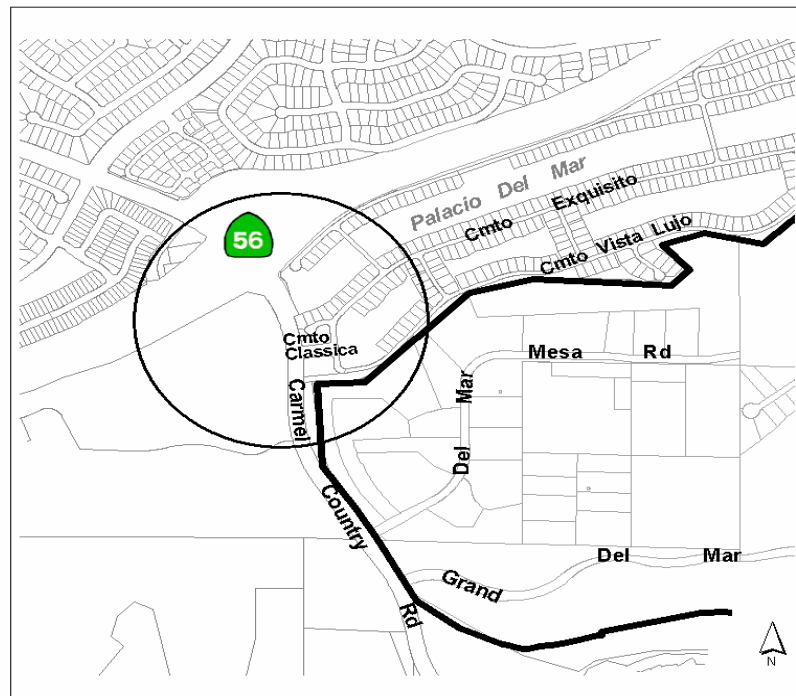 Palacio Del Mar
Cmto Exquisito
56
Cmto Vista Lujo
Cmto
Classica
Mesa Rd
Del Mar
Carmel Country Rd
Del Mar
Grand
N